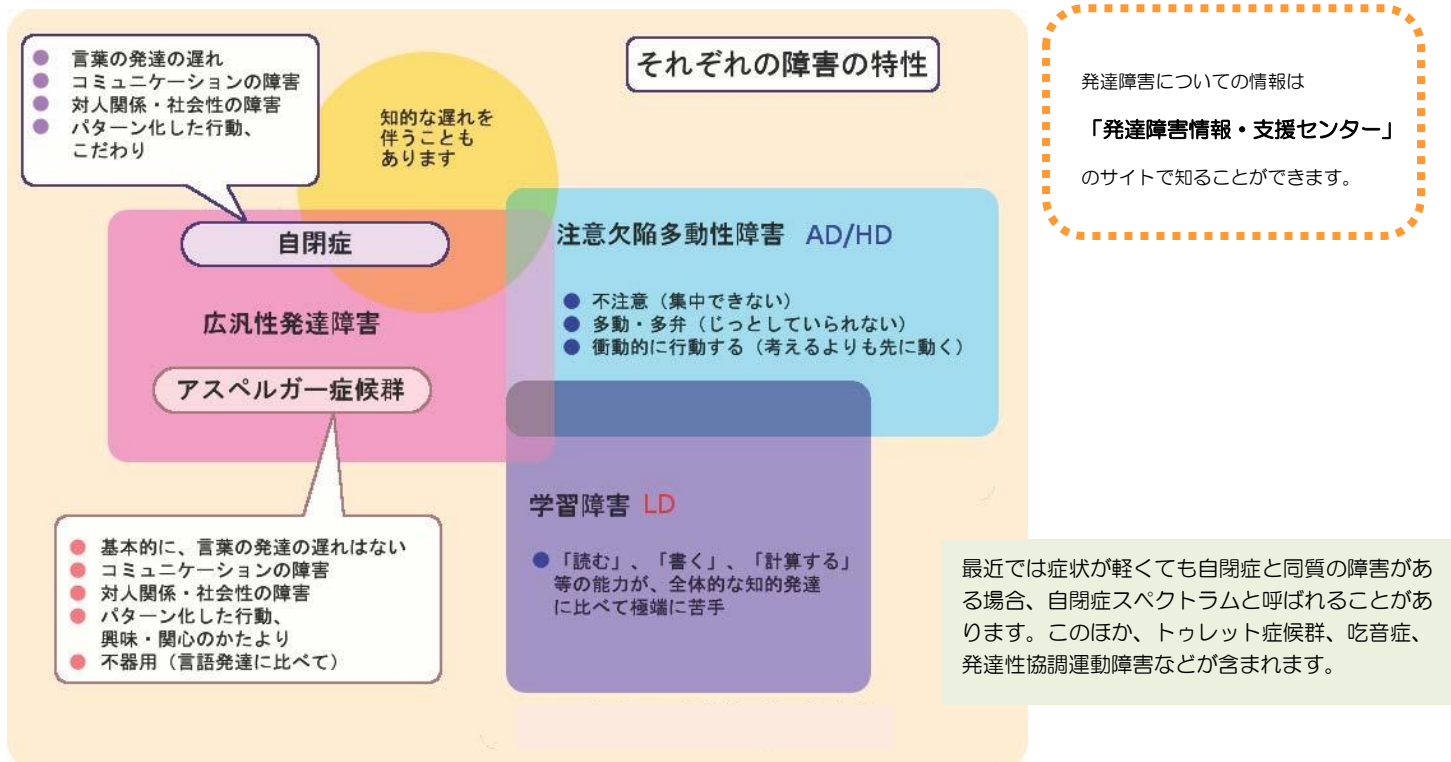 それぞれの障害の特性
言葉の発達の遅れ
コミュニケーションの障害
対人関係・社会性の障害
パターン化した行動、
こだわり
知的な遅れを
伴うことも
あります
自閉症
広汎性発達障害
アスペルガー症候群
基本的に、言葉の発達の遅れはない
コミュニケーションの障害
対人関係・社会性の障害
パターン化した行動、
興味・関心のかたより
不器用（言語発達に比べて）
注意欠陥多動性障害 AD/HD
不注意（集中できない）
多動・多弁（じっとしていられない）
衝動的に行動する（考えるよりも先に動く）
学習障害 LD
「読む」、「書く」、「計算する」
等の能力が、全体的な知的発達
に比べて極端に苦手
発達障害についての情報は
「発達障害情報・支援センター」
のサイトで知ることができます。
最近では症状が軽くても自閉症と同質の障害があ
る場合、自閉症スペクトラムと呼ばれることがあ
ります。このほか、トゥレット症候群、吃音症、
発達性協調運動障害などが含まれます。